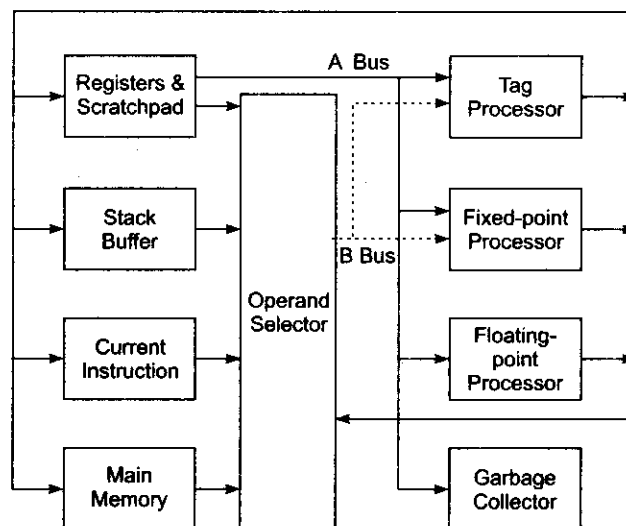 A Bus
Registers &
Scratchpad
Tag
Processor
Stack
Buffer
Fixed-point
Processor
B Bus
Operand
Selector
Current
Instruction
Floating-
point
Processor
Main
Memory
Garbage
Collector